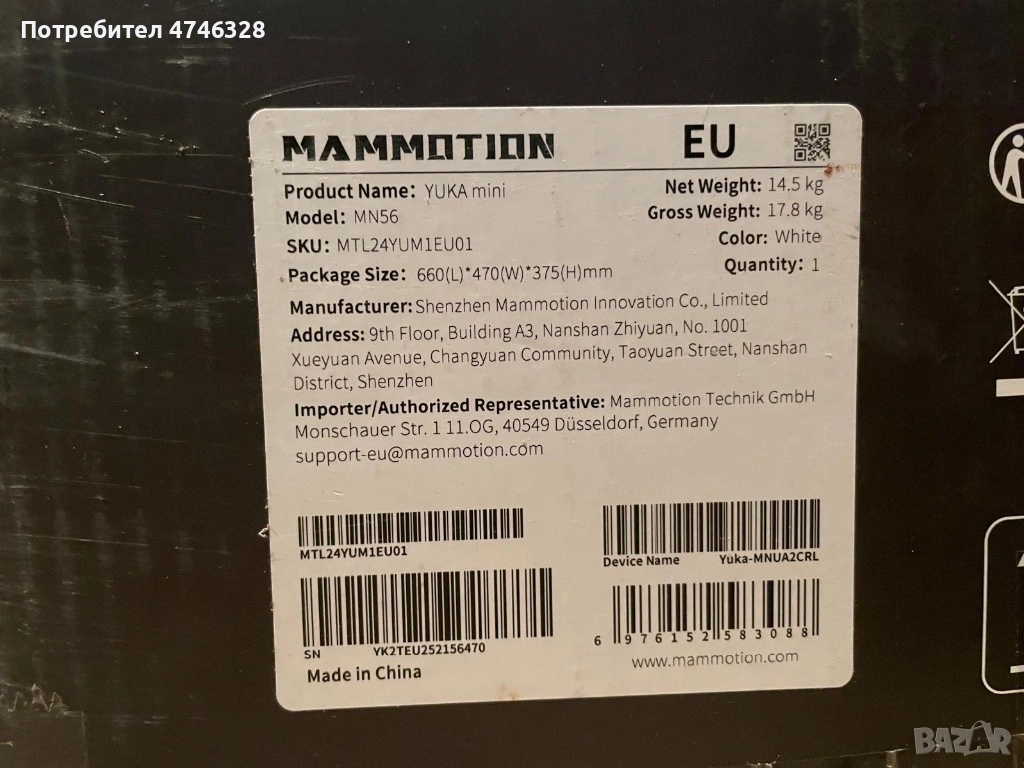 Потребител 4746328
MAMMOTION EU
Product Name: YUKA mini Net Weight: 14.5 kg
Model: MN56 Gross Weight: 17.8 kg
SKU: MTL24YUM1EU01 Color: White
Package Size: 660(L)*470(W)*375(H)mm Quantity: 1
Manufacturer: Shenzhen Mammotion Innovation Co., Limited
Address: 9th Floor, Building A3, Nanshan Zhiyuan, No. 1001
Xueyuan Avenue, Changyuan Community, Taoyuan Street, Nanshan
District, Shenzhen
Importer/Authorized Representative: Mammotion Technik GmbH
Monschauer Str. 1 11.OG, 40549 Düsseldorf, Germany
support-eu@mammotion.com
MTL24YUM1EU01
Device Name Yuka-MNUA2CRL
SN YK2TEU252156470
6 976152 583088
Made in China
www.mammotion.com
BAZAR